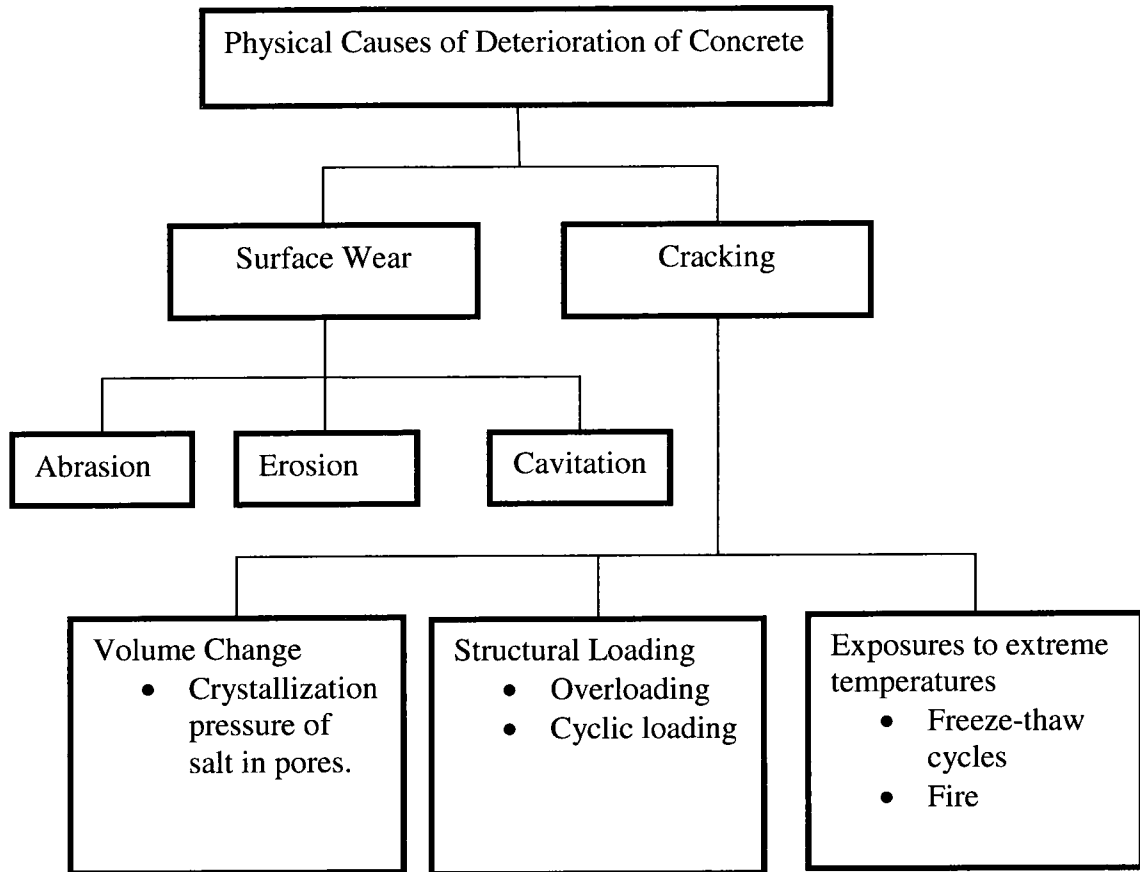 Physical Causes of Deterioration of Concrete
Surface Wear
Cracking
Abrasion
Erosion
Cavitation
Volume Change
• Crystallization
pressure of
salt in pores.
Structural Loading
• Overloading
• Cyclic loading
Exposures to extreme
temperatures
• Freeze-thaw
cycles
• Fire